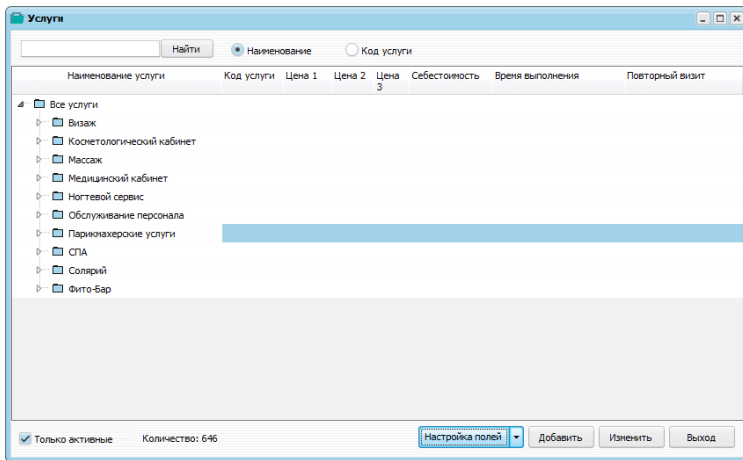 Услуги
Найти Наименование Код услуги
Наименование услуги Код услуги Цена 1 Цена 2 Цена 3 Себестоимость Время выполнения Повторный визит
Все услуги
Визаж
Косметологический кабинет
Массаж
Медицинский кабинет
Ногтевой сервис
Обслуживание персонала
Парикмахерские услуги
СПА
Солярий
Фито-Бар
Только активные Количество: 646 Настройка полей Добавить Изменить Выход